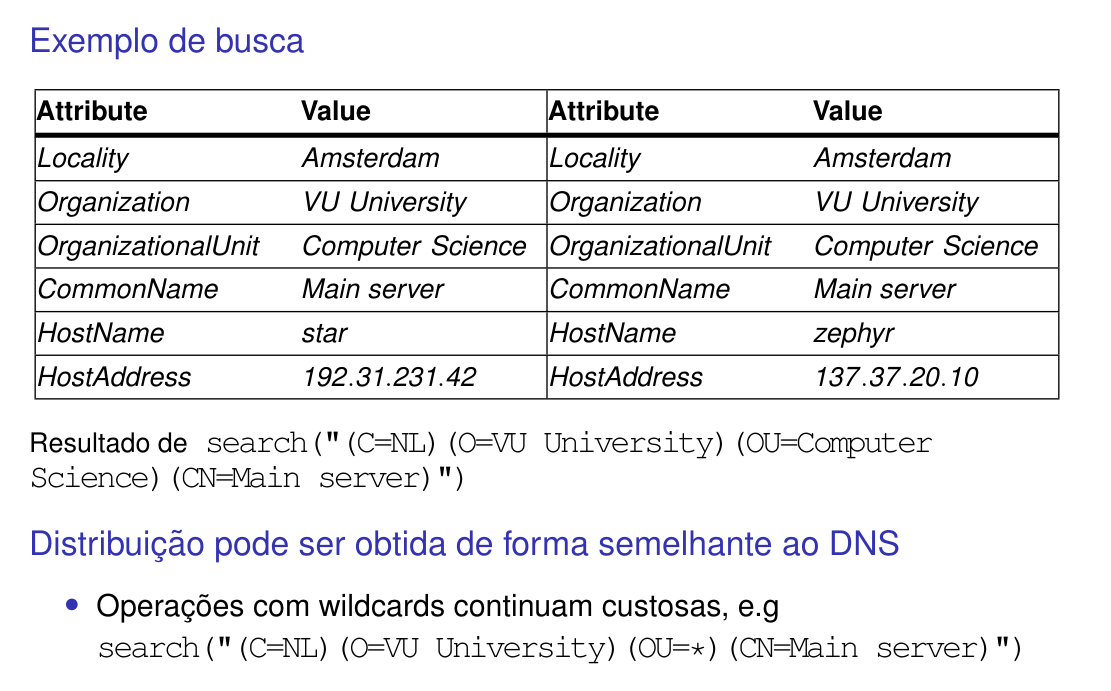 Exemplo de busca
Attribute Value Attribute Value
Locality Amsterdam Locality Amsterdam
Organization VU University Organization VU University
OrganizationalUnit Computer Science OrganizationalUnit Computer Science
CommonName Main server CommonName Main server
HostName star HostName zephyr
HostAddress 192.31.231.42 HostAddress 137.37.20.10
Resultado de search("(C=NL)(O=VU University)(OU=Computer
Science)(CN=Main server)")
Distribuição pode ser obtida de forma semelhante ao DNS
• Operações com wildcards continuam custosas, e.g
search("(C=NL)(O=VU University)(OU=*)(CN=Main server)")